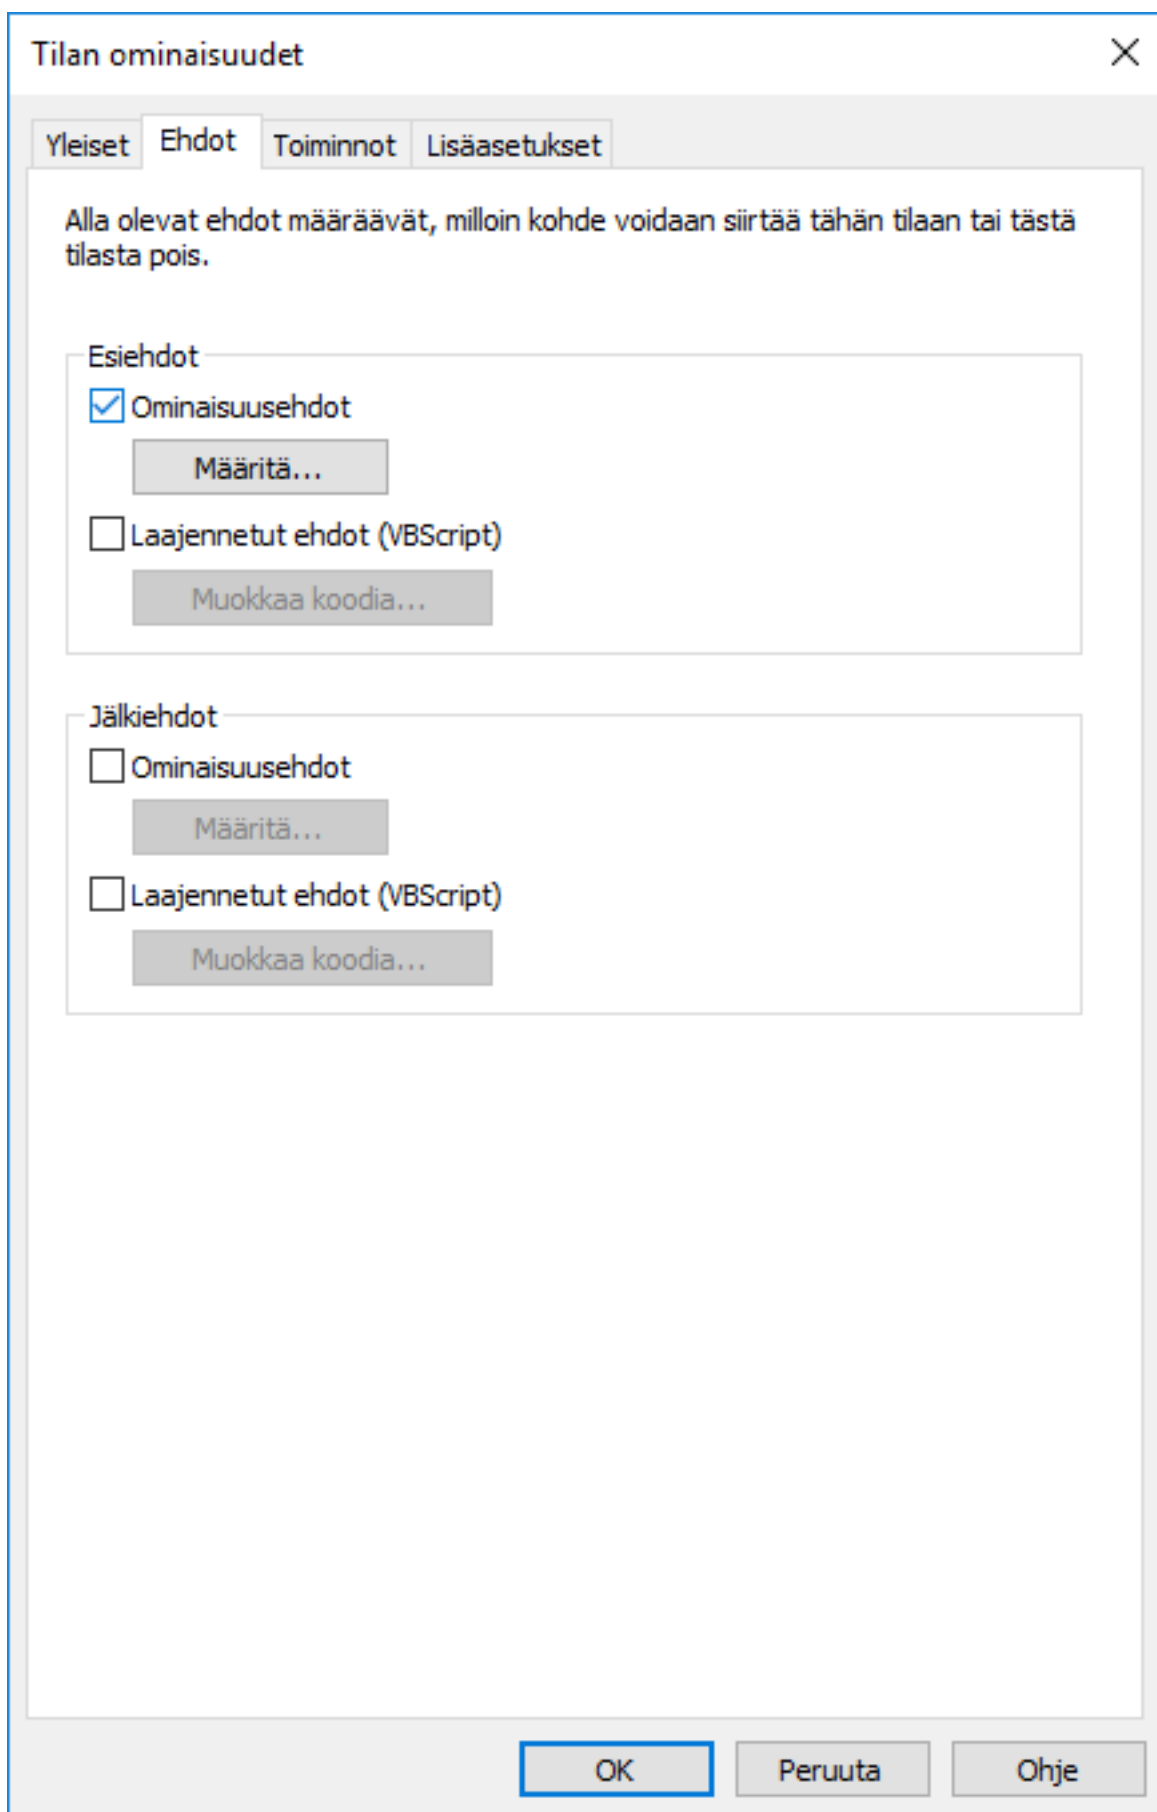 Tilan ominaisuudet
Yleiset Ehdot Toiminnot Lisäasetukset
Alla olevat ehdot määräävät, milloin kohde voidaan siirtää tähän tilaan tai tästä
tilasta pois.
Esiehdot
Ominaisuusehdot
Määritä...
Laajennetut ehdot (VBScript)
Muokkaa koodia...
Jälkiehdot
Ominaisuusehdot
Määritä...
Laajennetut ehdot (VBScript)
Muokkaa koodia...
OK Peruuta Ohje